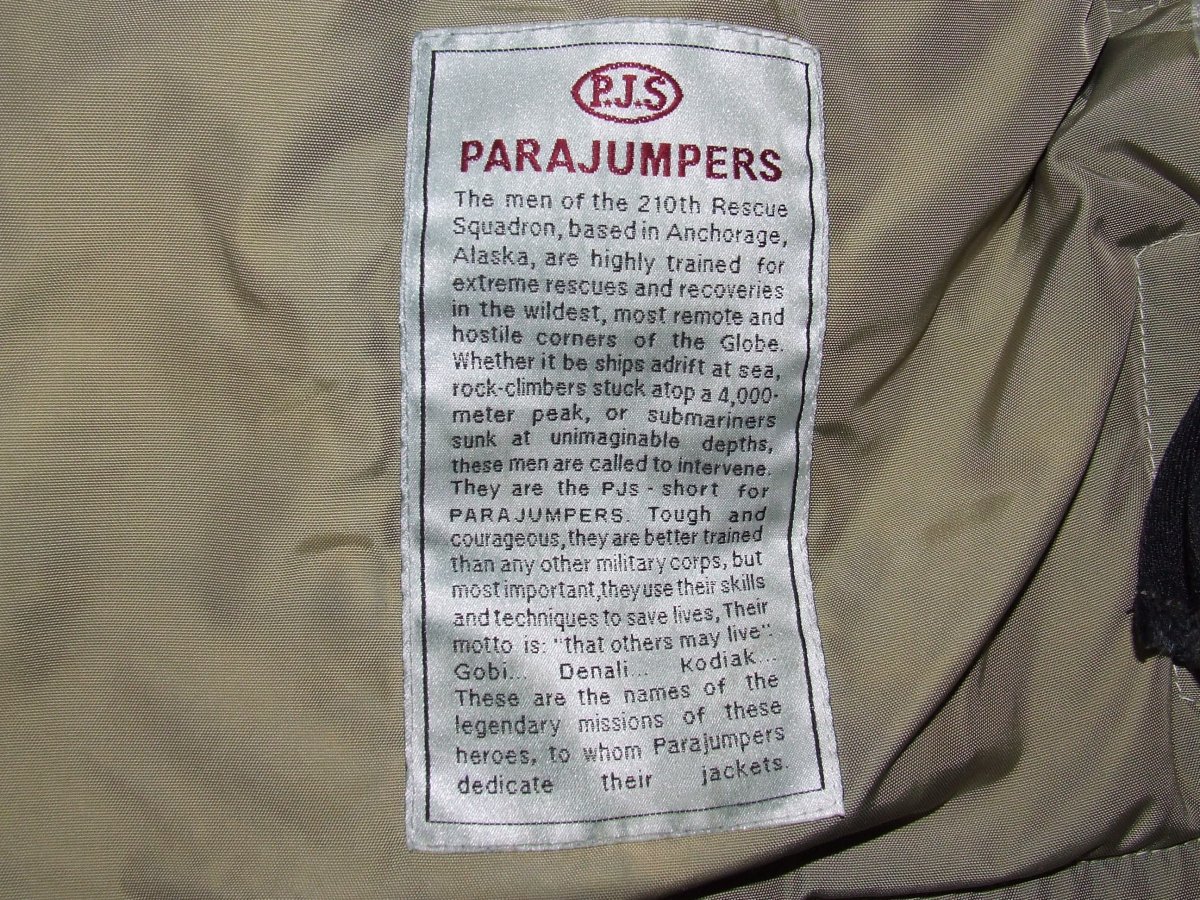 P.J.S
PARAJUMPERS
The men of the 210th Rescue
Squadron, based in Anchorage,
Alaska, are highly trained for
extreme rescues and recoveries
in the wildest, most remote and
hostile corners of the Globe.
Whether it be ships adrift at sea,
rock-climbers stuck atop a 4,000-
meter peak, or submariners
sunk at unimaginable depths,
these men are called to intervene.
They are the PJs - short for
PARAJUMPERS. Tough and
courageous,they are better trained
than any other military corps, but
most important,they use their skills
and techniques to save lives, Their
motto is: "that others may live".
Gobi... Denali... Kodiak...
These are the names of the
legendary missions of these
heroes, to whom Parajumpers
dedicate their jackets.